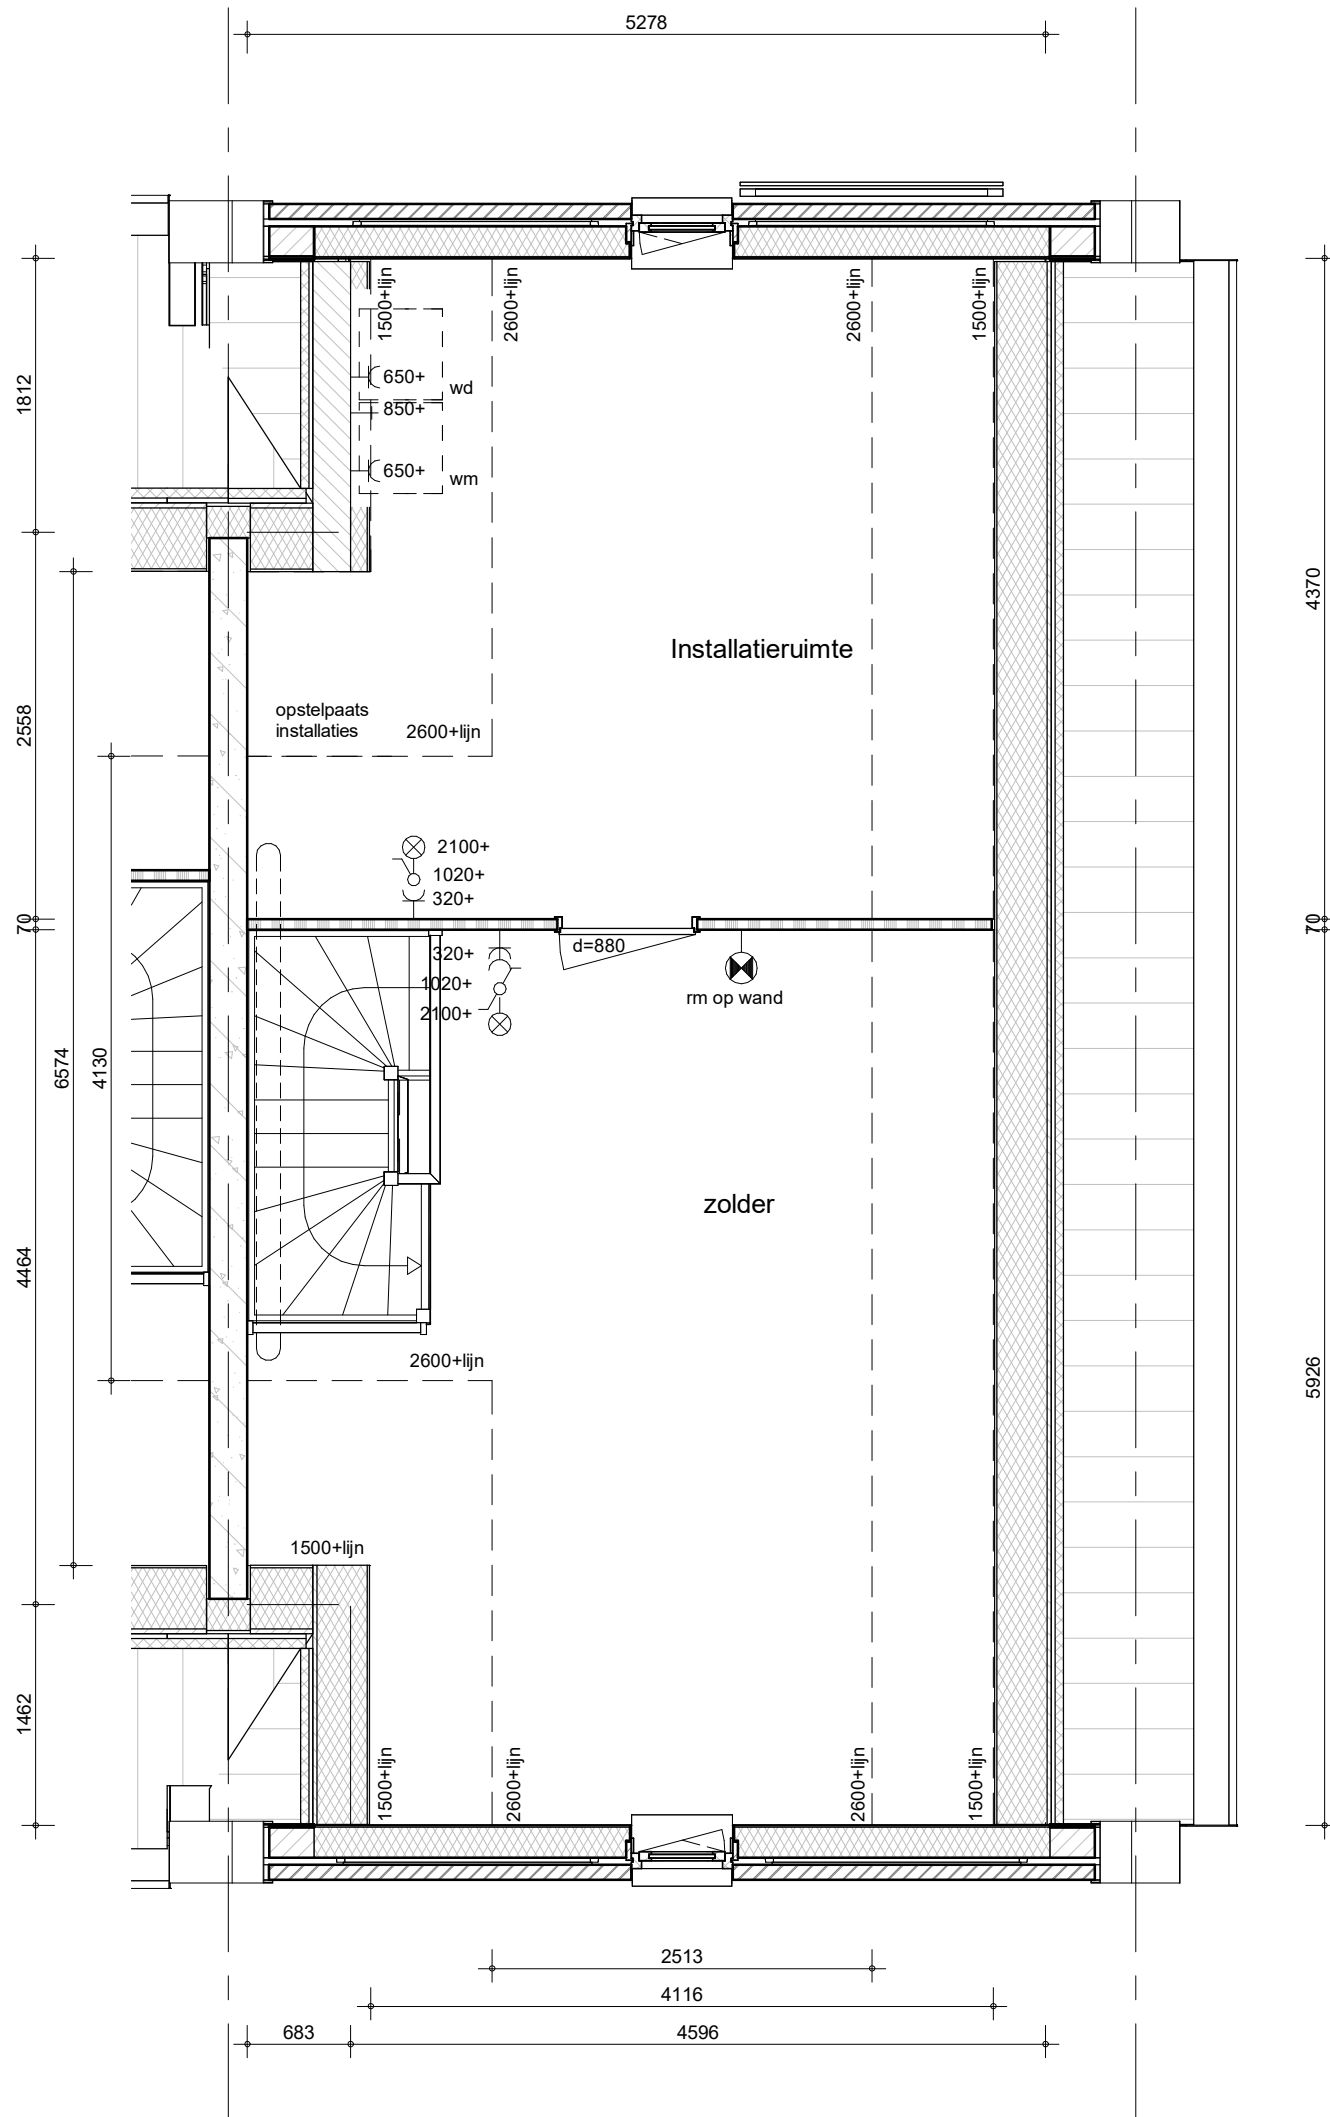 5278
1500+lijn
2600+lijn
2600+lijn
1500+lijn
650+
wd
850+
650+
wm
1812
2558
70
4464
1462
6574
4130
4370
70
5926
Installatieruimte
opstelpaats
installaties
2600+lijn
2100+
1020+
320+
320+
1020+
2100+
d=880
rm op wand
zolder
2600+lijn
1500+lijn
1500+lijn
2600+lijn
2600+lijn
1500+lijn
2513
4116
683
4596